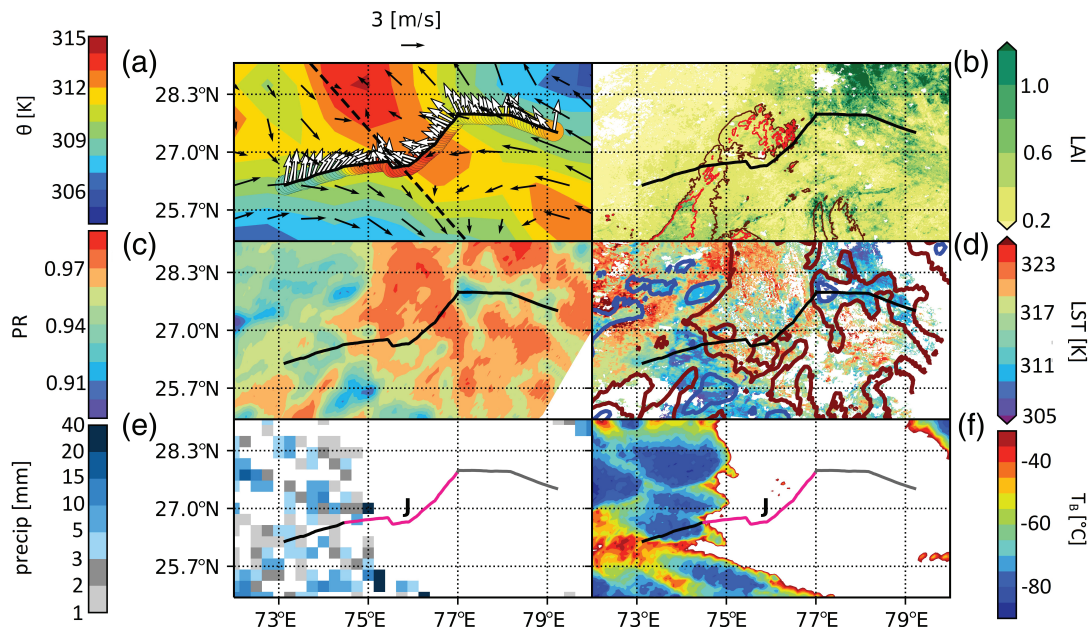 3 [m/s]
(a)
315
312
309
306
θ [K]
28.3°N
27.0°N
25.7°N
(b)
1.0
0.6
0.2
LAI
(c)
0.97
0.94
0.91
PR
28.3°N
27.0°N
25.7°N
(d)
323
317
311
305
LST [K]
(e)
40
20
15
10
5
3
2
1
precip [mm]
28.3°N
27.0°N
25.7°N
J
73°E 75°E 77°E 79°E
(f)
J
-40
-60
-80
T_B [°C]
73°E 75°E 77°E 79°E